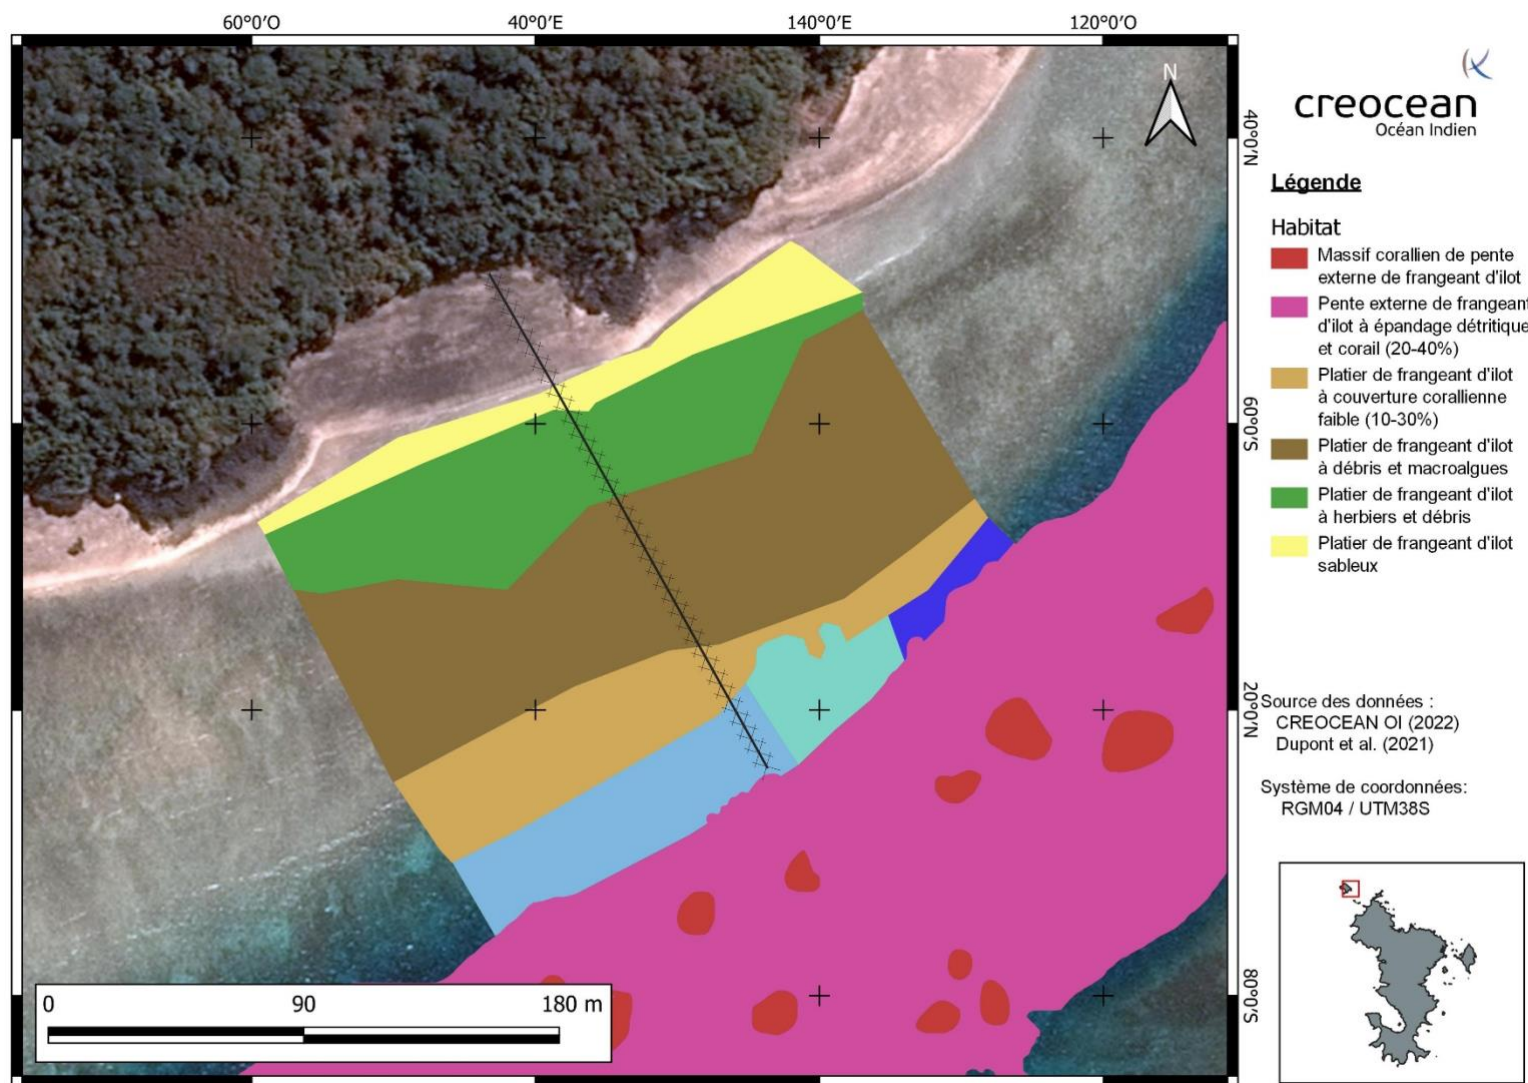 60°0'O 40°0'E 140°0'E 120°0'O
N
40°0'N
60°0'S
20°0'N
80°0'S
0 90 180 m
creocean
Océan Indien
Légende
Habitat
Massif corallien de pente
externe de frangeant d'ilot
Pente externe de frangeant
d'ilot à épandage détritique
et corail (20-40%)
Platier de frangeant d'ilot
à couverture corallienne
faible (10-30%)
Platier de frangeant d'ilot
à débris et macroalgues
Platier de frangeant d'ilot
à herbiers et débris
Platier de frangeant d'ilot
sableux
Source des données :
CREOCEAN OI (2022)
Dupont et al. (2021)
Système de coordonnées:
RGM04 / UTM38S